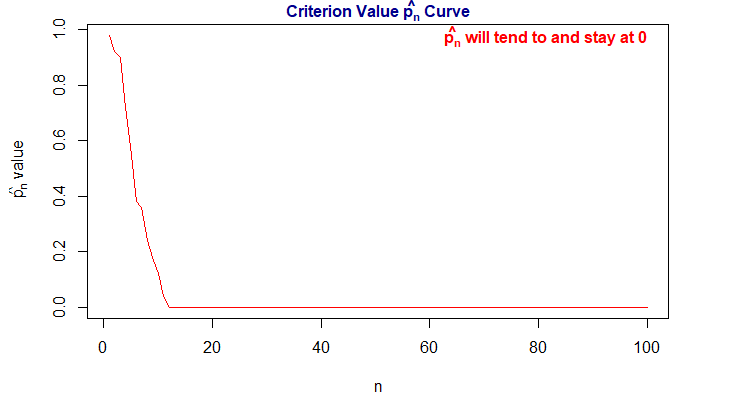 Criterion Value p̂n Curve
p̂n will tend to and stay at 0
p̂n value
1.0
0.8
0.6
0.4
0.2
0.0
0 20 40 60 80 100
n